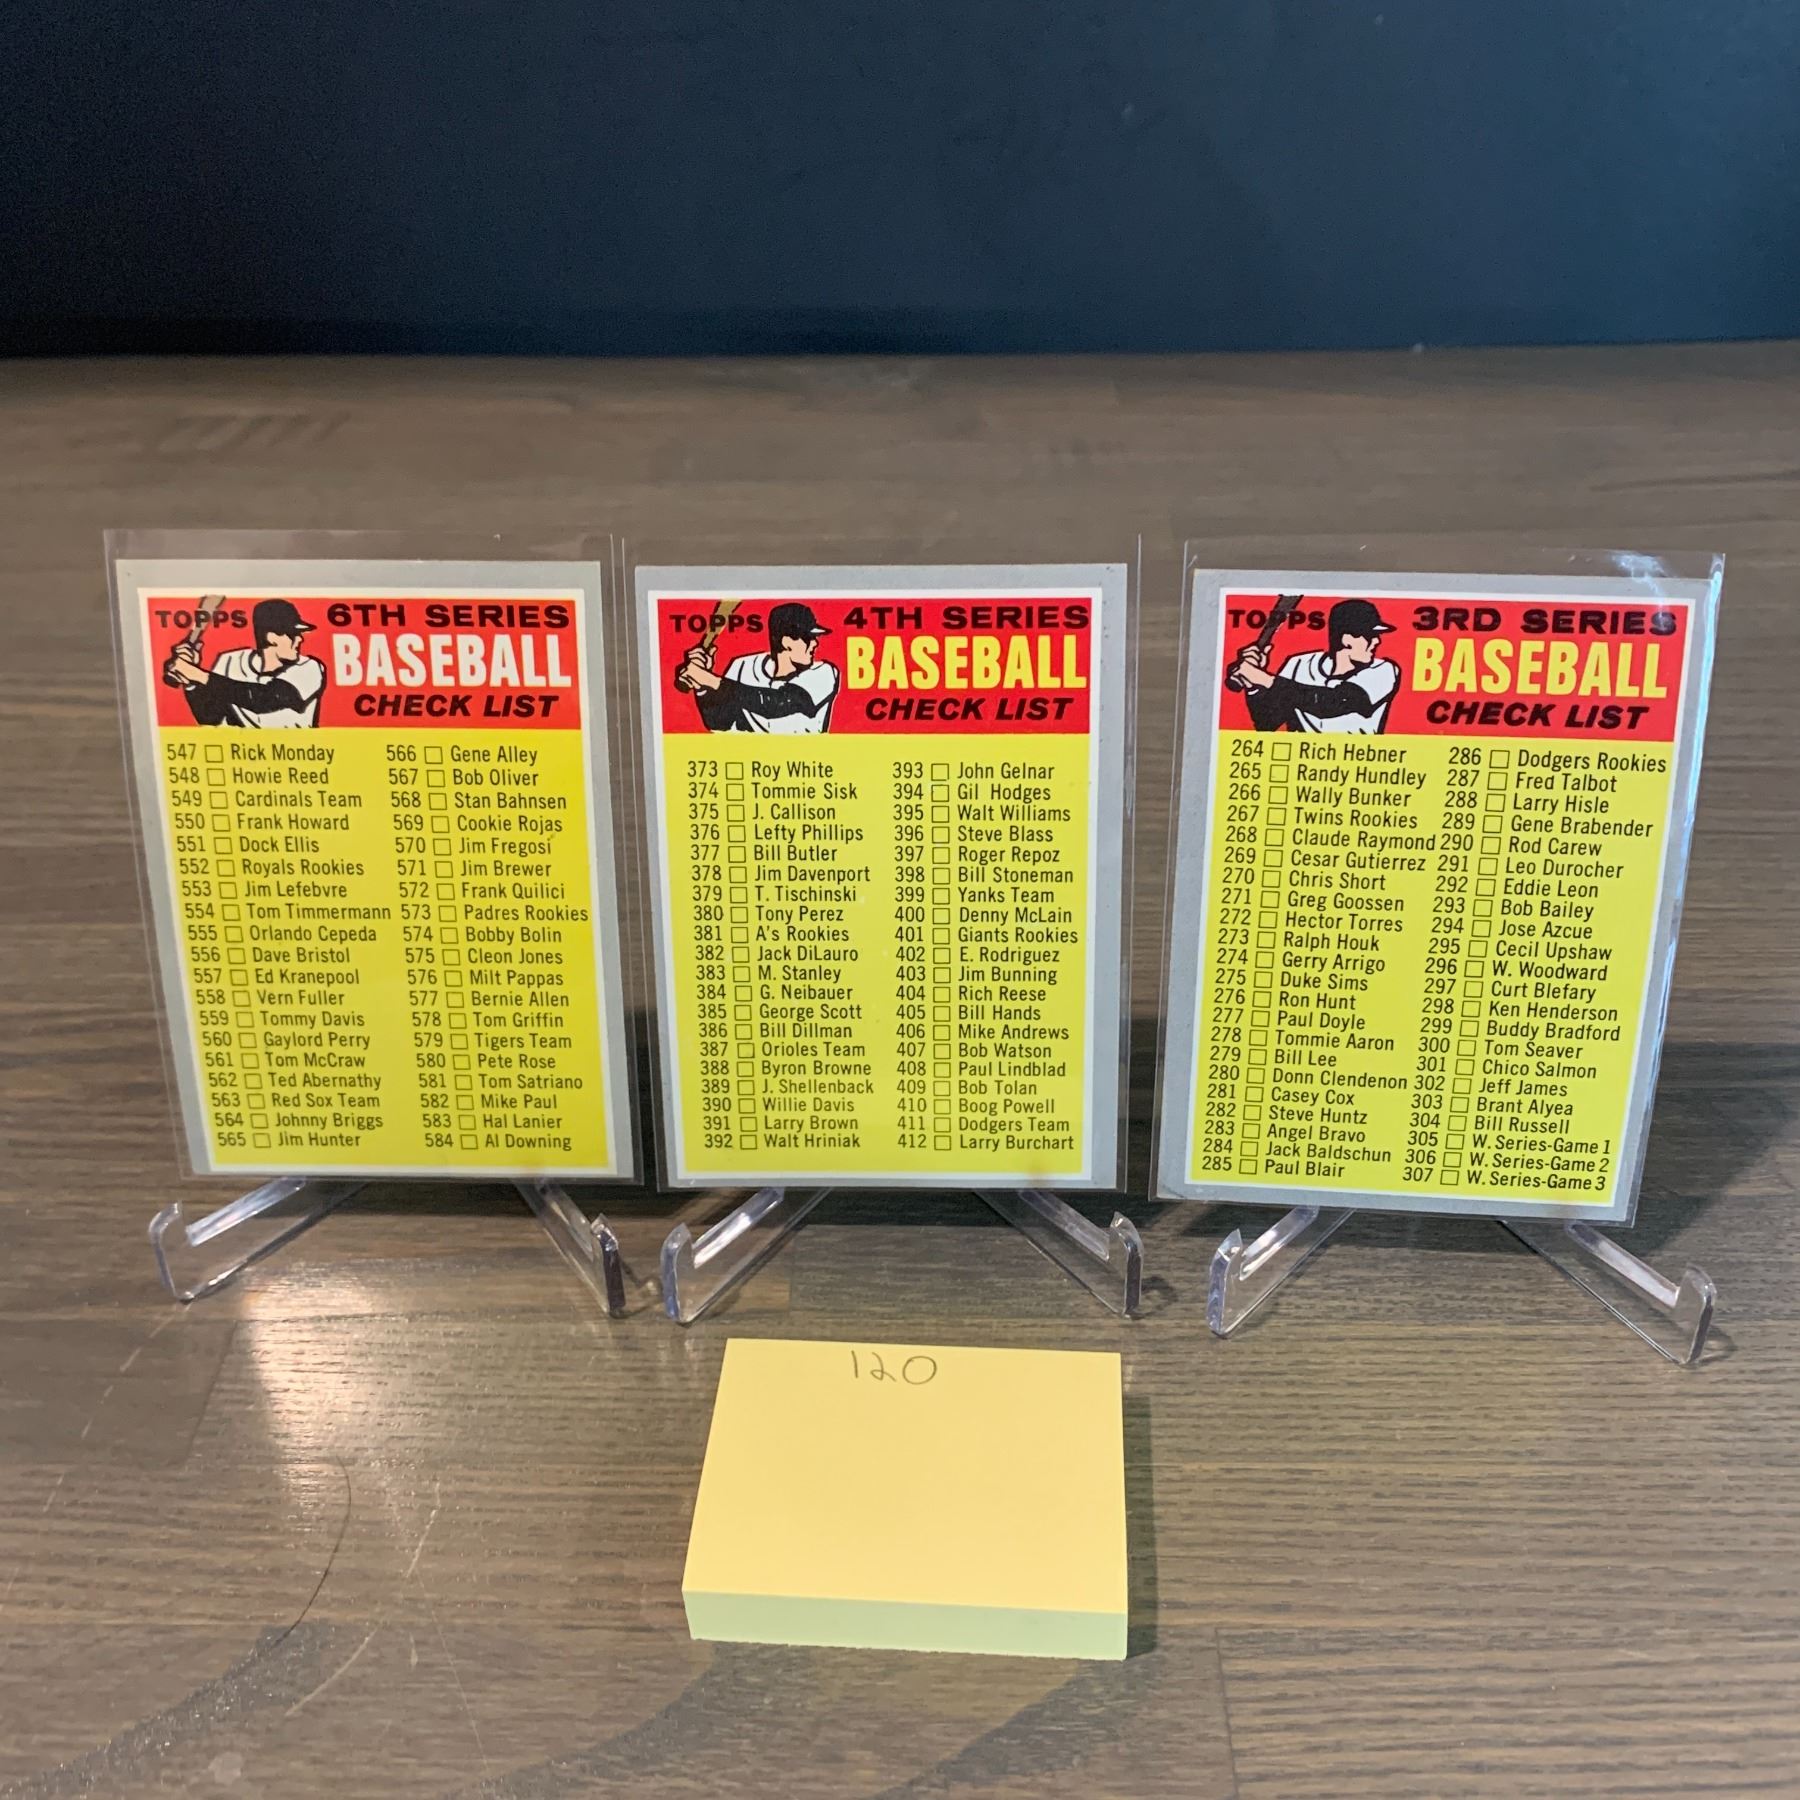 TOPPS 6TH SERIES
BASEBALL
CHECK LIST
547 Rick Monday
548 Howie Reed
549 Cardinals Team
550 Frank Howard
551 Dock Ellis
552 Royals Rookies
553 Jim Lefebvre
554 Tom Timmermann
555 Orlando Cepeda
556 Dave Bristol
557 Ed Kranepool
558 Vern Fuller
559 Tommy Davis
560 Gaylord Perry
561 Tom McCraw
562 Ted Abernathy
563 Red Sox Team
564 Johnny Briggs
565 Jim Hunter
566 Gene Alley
567 Bob Oliver
568 Stan Bahnsen
569 Cookie Rojas
570 Jim Fregosi
571 Jim Brewer
572 Frank Quilici
573 Padres Rookies
574 Bobby Bolin
575 Cleon Jones
576 Milt Pappas
577 Bernie Allen
578 Tom Griffin
579 Tigers Team
580 Pete Rose
581 Tom Satriano
582 Mike Paul
583 Hal Lanier
584 Al Downing
TOPPS 4TH SERIES
BASEBALL
CHECK LIST
373 Roy White
374 Tommie Sisk
375 J. Callison
376 Lefty Phillips
377 Bill Butler
378 Jim Davenport
379 T. Tischinski
380 Tony Perez
381 A's Rookies
382 Jack DiLauro
383 M. Stanley
384 G. Neibauer
385 George Scott
386 Bill Dillman
387 Orioles Team
388 Byron Browne
389 J. Shellenback
390 Willie Davis
391 Larry Brown
392 Walt Hriniak
393 John Gelnar
394 Gil Hodges
395 Walt Williams
396 Steve Blass
397 Roger Repoz
398 Bill Stoneman
399 Yanks Team
400 Denny McLain
401 Giants Rookies
402 E. Rodriguez
403 Jim Bunning
404 Rich Reese
405 Bill Hands
406 Mike Andrews
407 Bob Watson
408 Paul Lindblad
409 Bob Tolan
410 Boog Powell
411 Dodgers Team
412 Larry Burchart
TOPPS 3RD SERIES
BASEBALL
CHECK LIST
264 Rich Hebner
265 Randy Hundley
266 Wally Bunker
267 Twins Rookies
268 Claude Raymond
269 Cesar Gutierrez
270 Chris Short
271 Greg Goossen
272 Hector Torres
273 Ralph Houk
274 Gerry Arrigo
275 Duke Sims
276 Ron Hunt
277 Paul Doyle
278 Tommie Aaron
279 Bill Lee
280 Donn Clendenon
281 Casey Cox
282 Steve Huntz
283 Angel Bravo
284 Jack Baldschun
285 Paul Blair
286 Dodgers Rookies
287 Fred Talbot
288 Larry Hisle
289 Gene Brabender
290 Rod Carew
291 Leo Durocher
292 Eddie Leon
293 Bob Bailey
294 Jose Azcue
295 Cecil Upshaw
296 W. Woodward
297 Curt Blefary
298 Ken Henderson
299 Buddy Bradford
300 Tom Seaver
301 Chico Salmon
302 Jeff James
303 Brant Alyea
304 Bill Russell
305 W. Series-Game 1
306 W. Series-Game 2
307 W. Series-Game 3
120